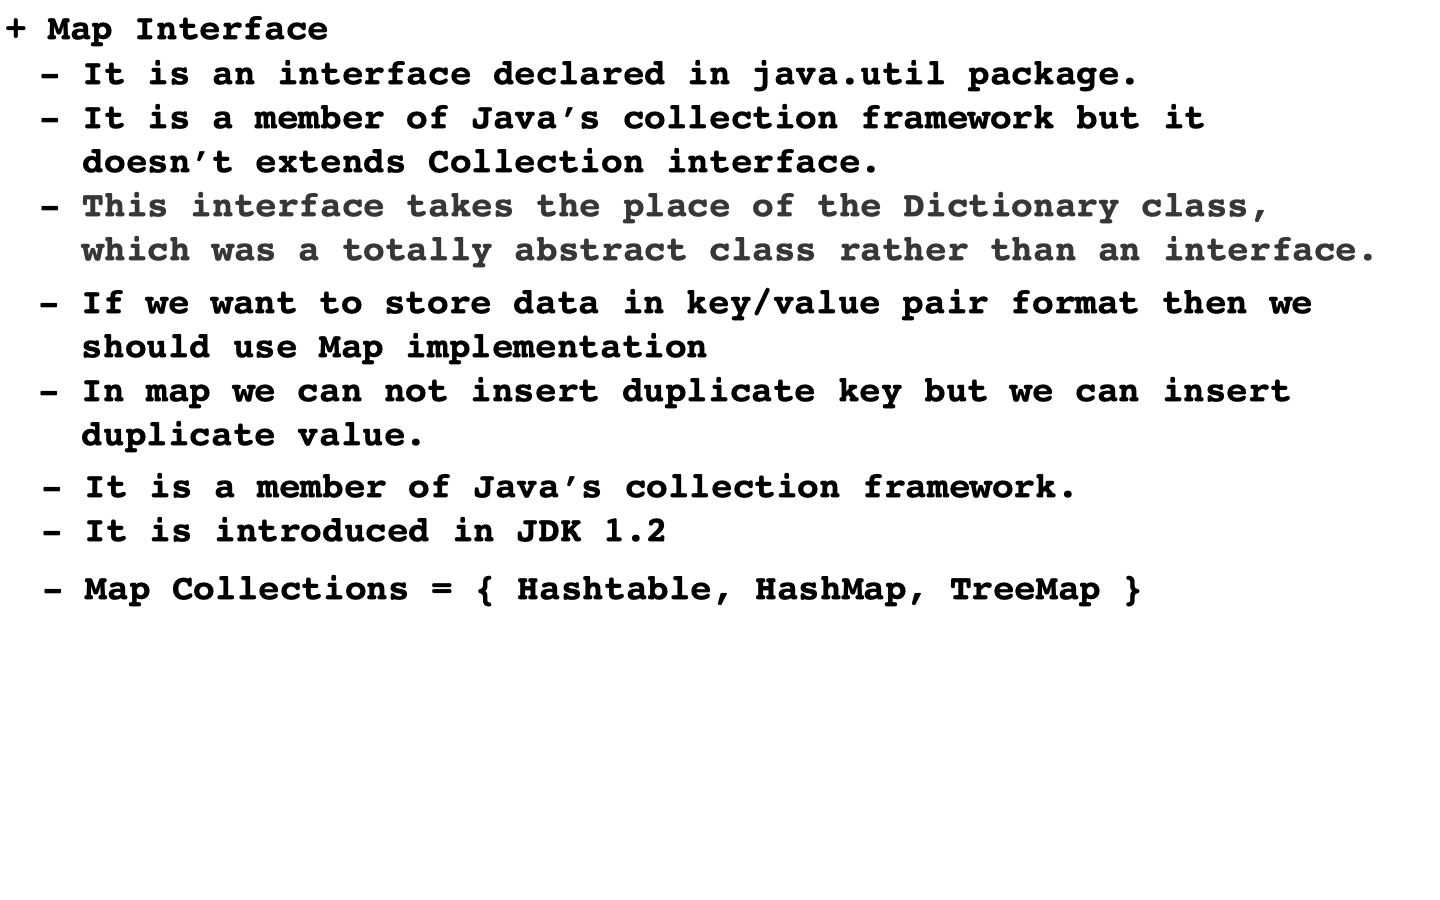 + Map Interface
- It is an interface declared in java.util package.
- It is a member of Java’s collection framework but it
doesn’t extends Collection interface.
- This interface takes the place of the Dictionary class,
which was a totally abstract class rather than an interface.
- If we want to store data in key/value pair format then we
should use Map implementation
- In map we can not insert duplicate key but we can insert
duplicate value.
- It is a member of Java’s collection framework.
- It is introduced in JDK 1.2
- Map Collections = { Hashtable, HashMap, TreeMap }